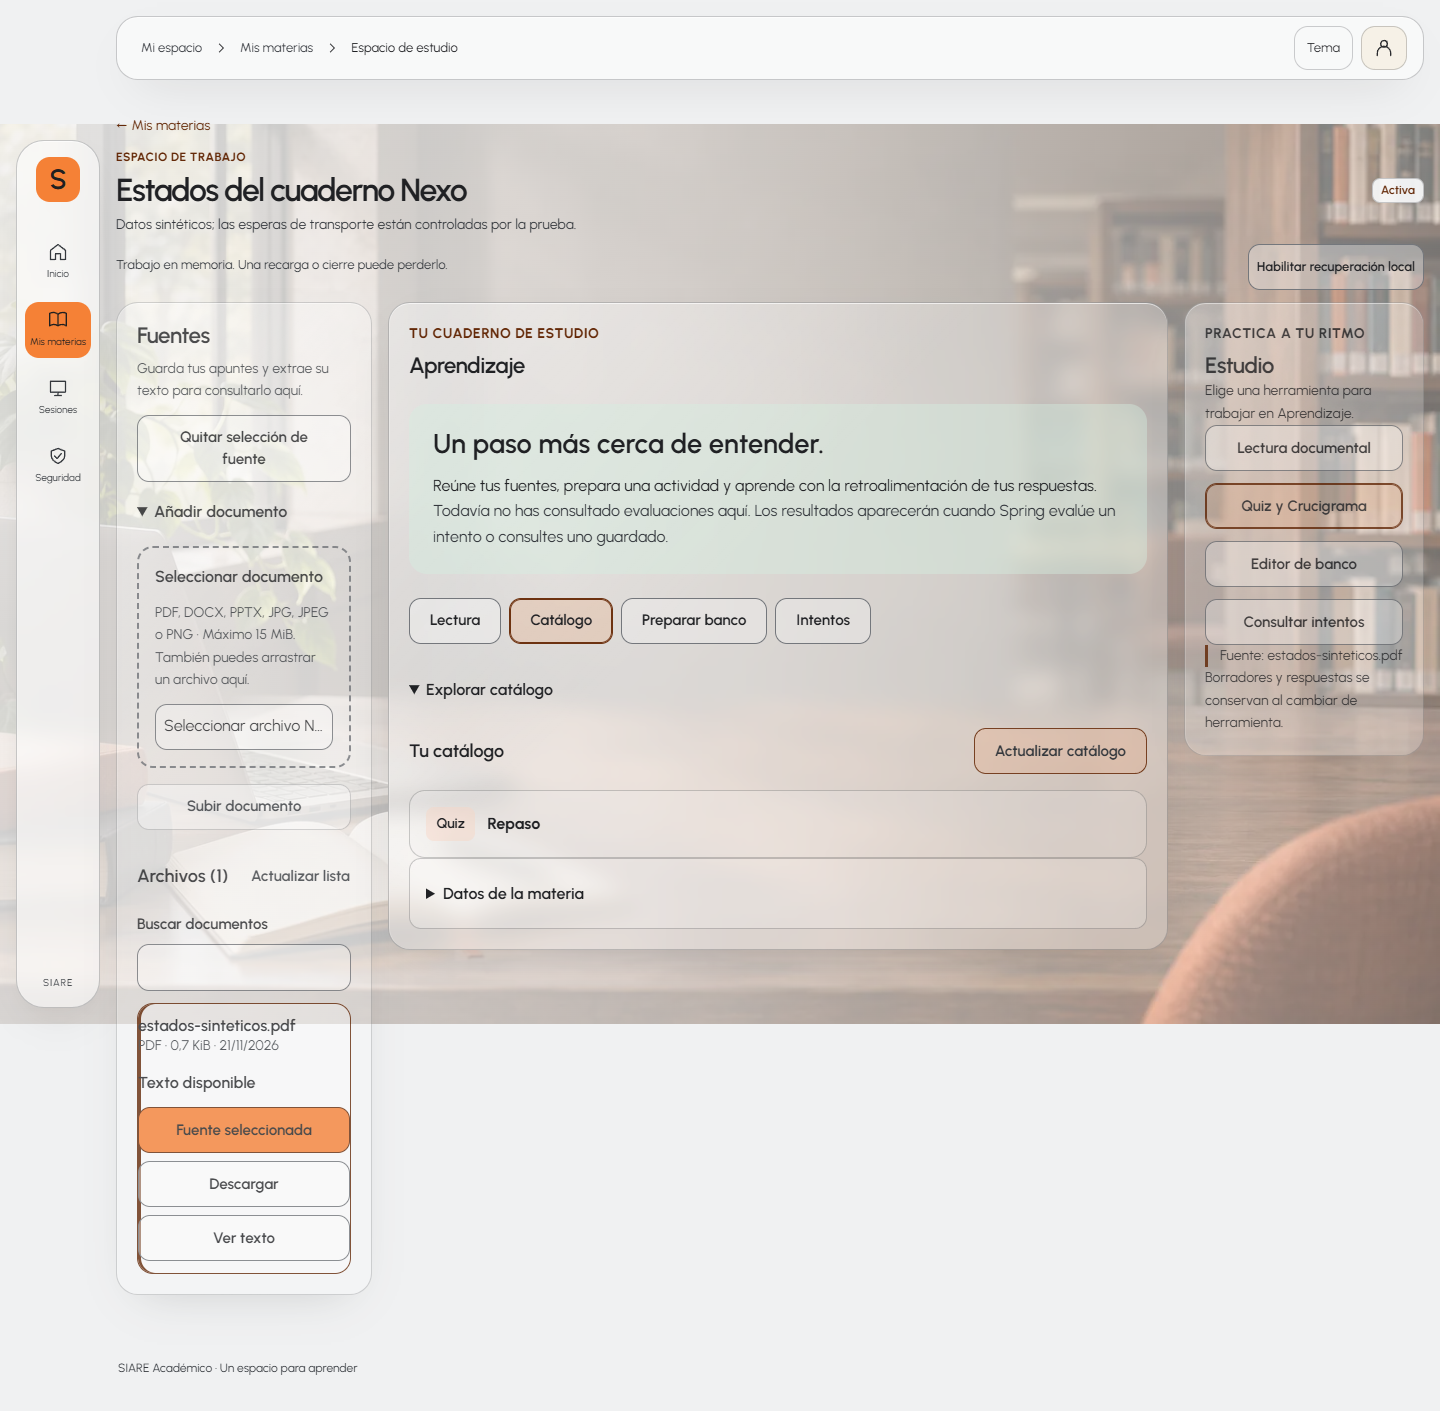 Mi espacio > Mis materias > Espacio de estudio
Tema
← Mis materias
ESPACIO DE TRABAJO
Estados del cuaderno Nexo
Activa
Datos sintéticos; las esperas de transporte están controladas por la prueba.
Trabajo en memoria. Una recarga o cierre puede perderlo.
Habilitar recuperación local
S
Inicio
Mis materias
Sesiones
Seguridad
SIARE
Fuentes
Guarda tus apuntes y extrae su
texto para consultarlo aquí.
Quitar selección de
fuente
▼ Añadir documento
Seleccionar documento
PDF, DOCX, PPTX, JPG, JPEG
o PNG · Máximo 15 MiB.
También puedes arrastrar
un archivo aquí.
Seleccionar archivo N...
Subir documento
Archivos (1)
Actualizar lista
Buscar documentos
estados-sinteticos.pdf
PDF · 0,7 KiB · 21/11/2026
Texto disponible
Fuente seleccionada
Descargar
Ver texto
TU CUADERNO DE ESTUDIO
Aprendizaje
Un paso más cerca de entender.
Reúne tus fuentes, prepara una actividad y aprende con la retroalimentación de tus respuestas.
Todavía no has consultado evaluaciones aquí. Los resultados aparecerán cuando Spring evalúe un
intento o consultes uno guardado.
Lectura
Catálogo
Preparar banco
Intentos
▼ Explorar catálogo
Tu catálogo
Actualizar catálogo
Quiz Repaso
▶ Datos de la materia
PRACTICA A TU RITMO
Estudio
Elige una herramienta para
trabajar en Aprendizaje.
Lectura documental
Quiz y Crucigrama
Editor de banco
Consultar intentos
Fuente: estados-sinteticos.pdf
Borradores y respuestas se
conservan al cambiar de
herramienta.
SIARE Académico · Un espacio para aprender